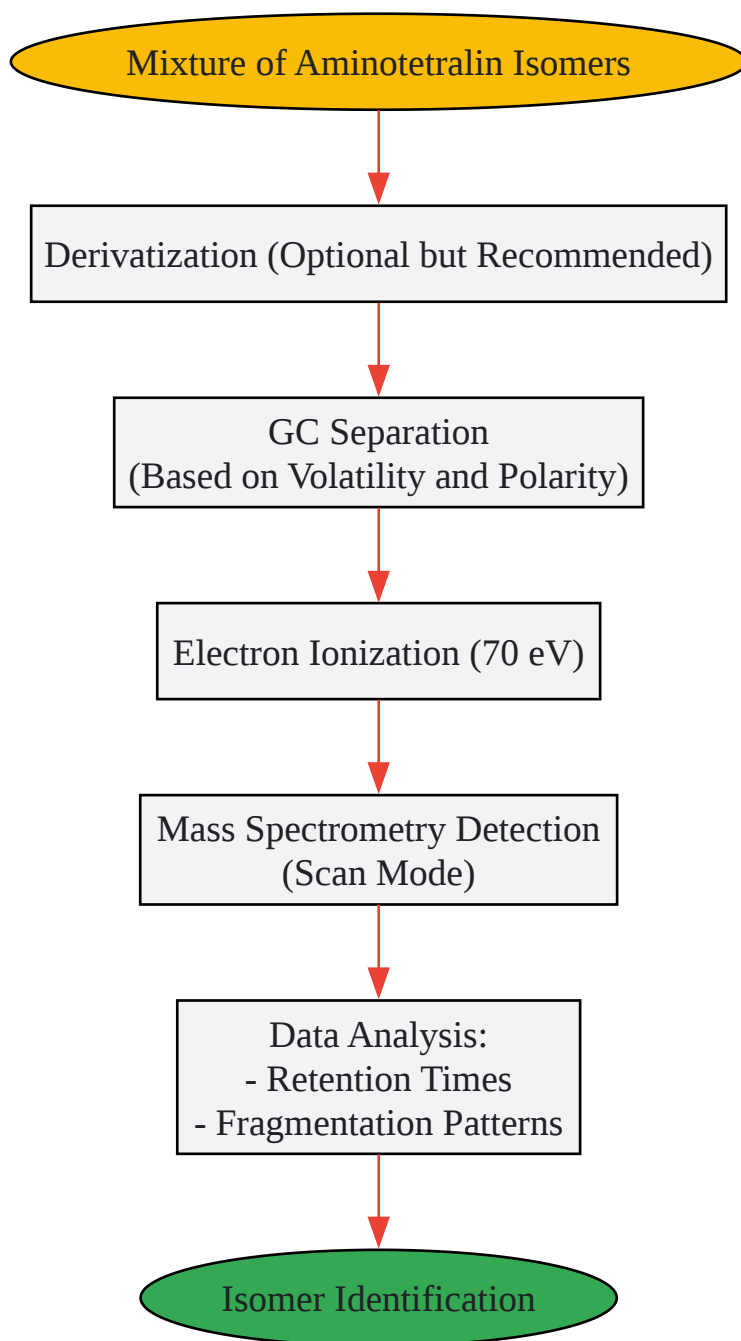 Mixture of Aminotetralin Isomers
Derivatization (Optional but Recommended)
GC Separation
(Based on Volatility and Polarity)
Electron Ionization (70 eV)
Mass Spectrometry Detection
(Scan Mode)
Data Analysis:
- Retention Times
- Fragmentation Patterns
Isomer Identification